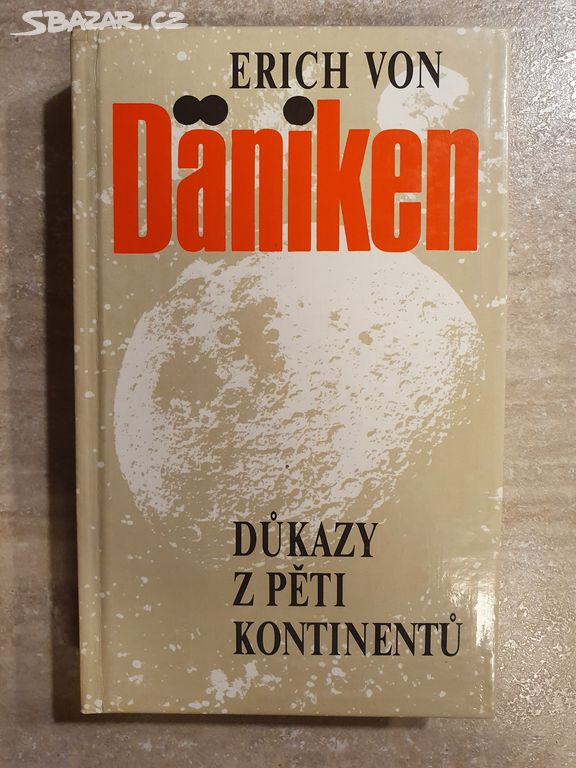 SBAZAR.CZ
ERICH VON
Däniken
DŮKAZY
Z PĚTI
KONTINENTŮ